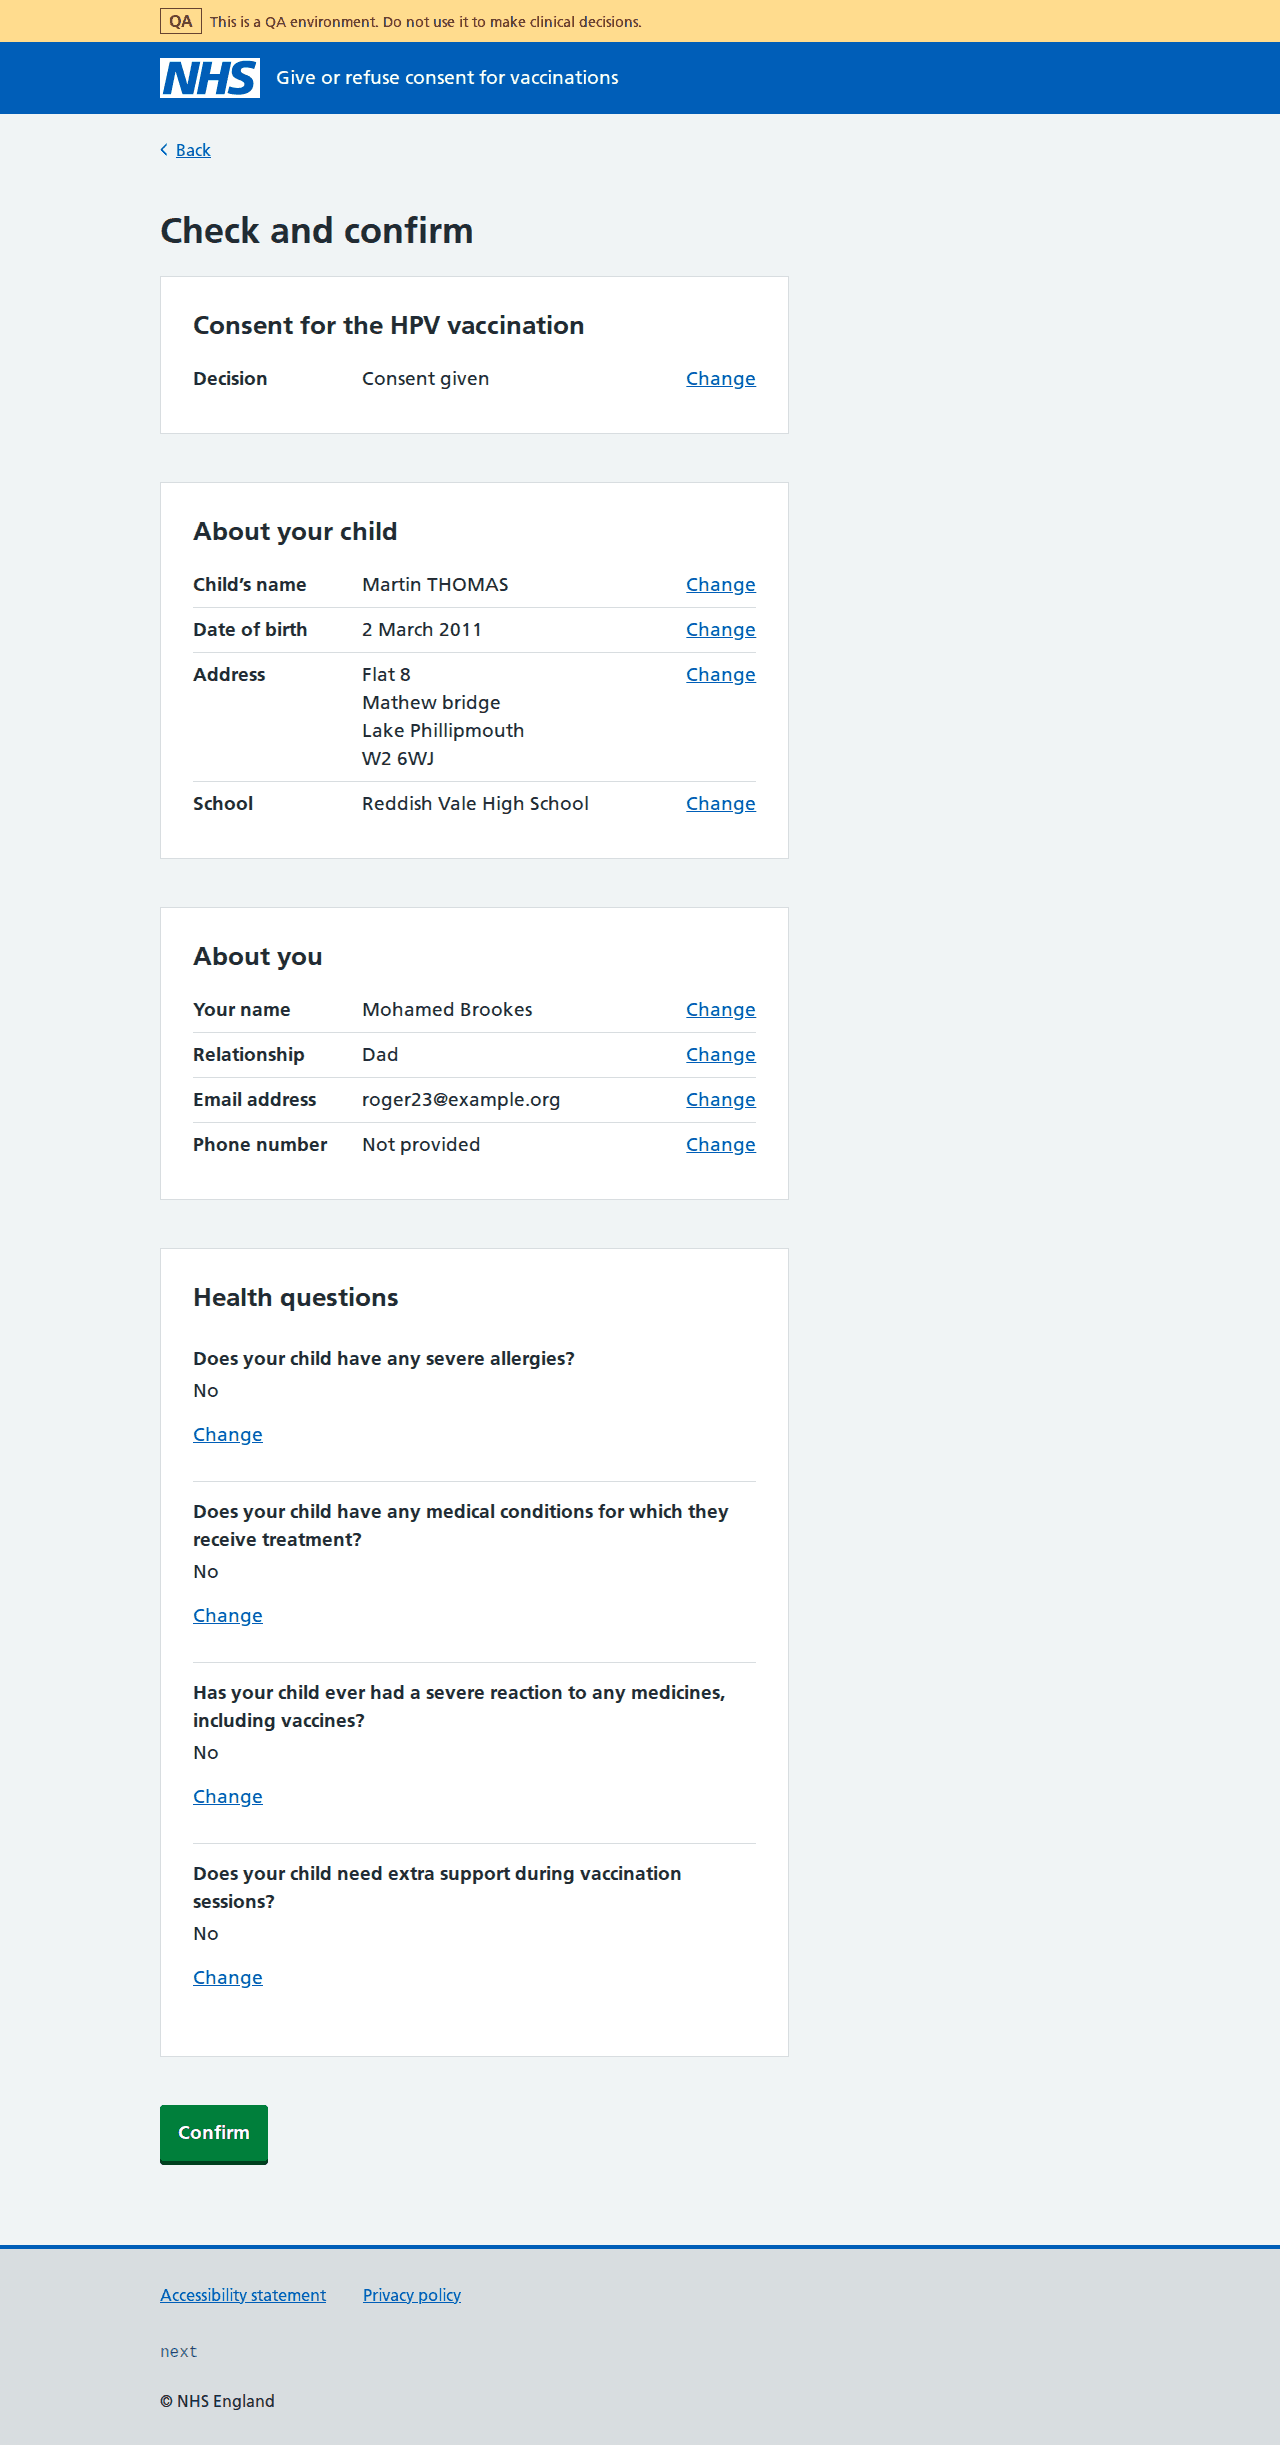 QA This is a QA environment. Do not use it to make clinical decisions.
NHS Give or refuse consent for vaccinations
Back
Check and confirm
Consent for the HPV vaccination
Decision Consent given Change
About your child
Child’s name Martin THOMAS Change
Date of birth 2 March 2011 Change
Address Flat 8 Change
Mathew bridge
Lake Phillipmouth
W2 6WJ
School Reddish Vale High School Change
About you
Your name Mohamed Brookes Change
Relationship Dad Change
Email address roger23@example.org Change
Phone number Not provided Change
Health questions
Does your child have any severe allergies?
No
Change
Does your child have any medical conditions for which they
receive treatment?
No
Change
Has your child ever had a severe reaction to any medicines,
including vaccines?
No
Change
Does your child need extra support during vaccination
sessions?
No
Change
Confirm
Accessibility statement Privacy policy
next
© NHS England